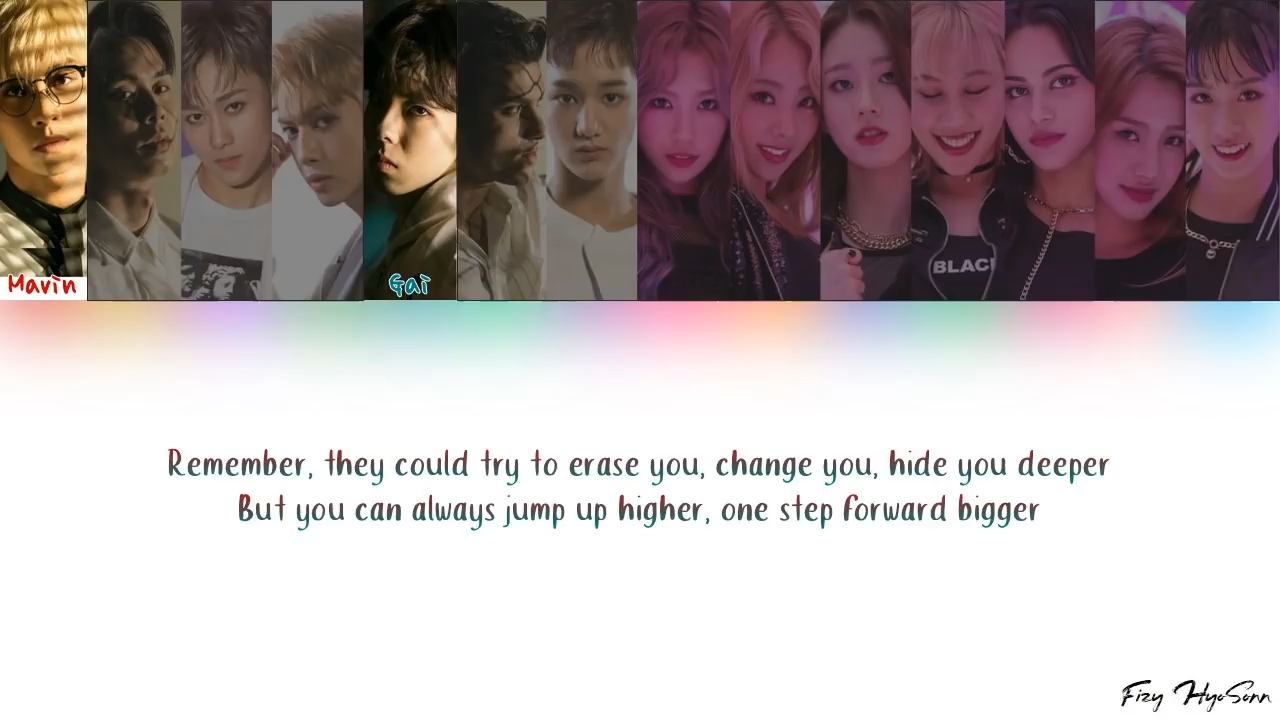 BLACK
Mavin
Gai
Remember, they could try to erase you, change you, hide you deeper
But you can always jump up higher, one step forward bigger
Fizy HyoSonn